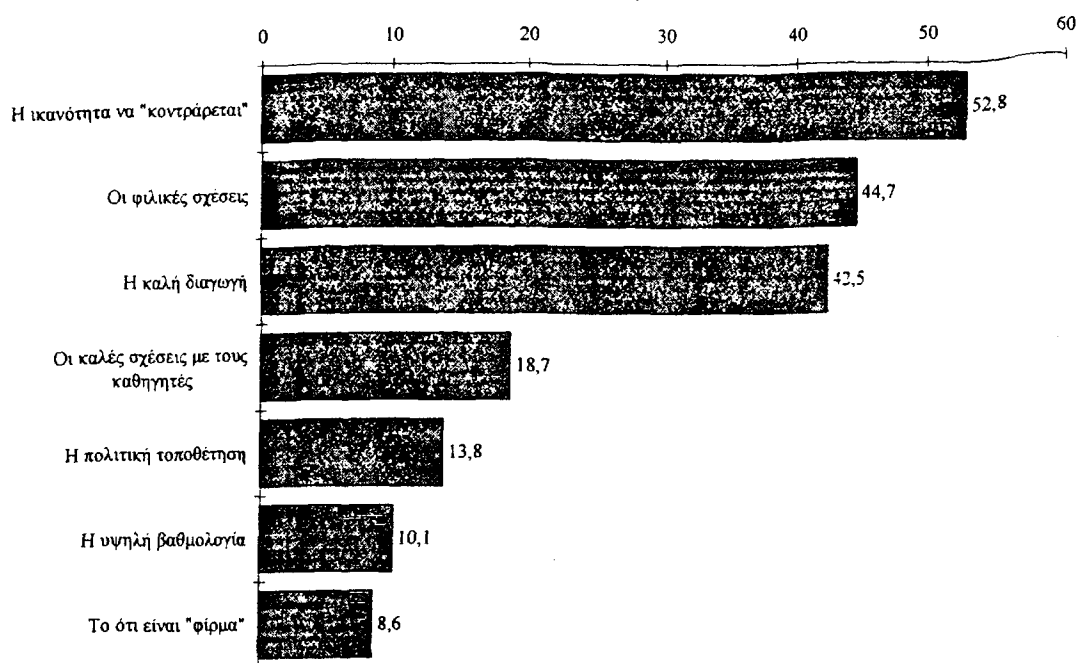 0 10 20 30 40 50 60
Η ικανότητα να "κοντράρεται" 52,8
Οι φιλικές σχέσεις 44,7
Η καλή διαγωγή 42,5
Οι καλές σχέσεις με τους
καθηγητές 18,7
Η πολιτική τοποθέτηση 13,8
Η υψηλή βαθμολογία 10,1
Το ότι είναι "φίρμα" 8,6